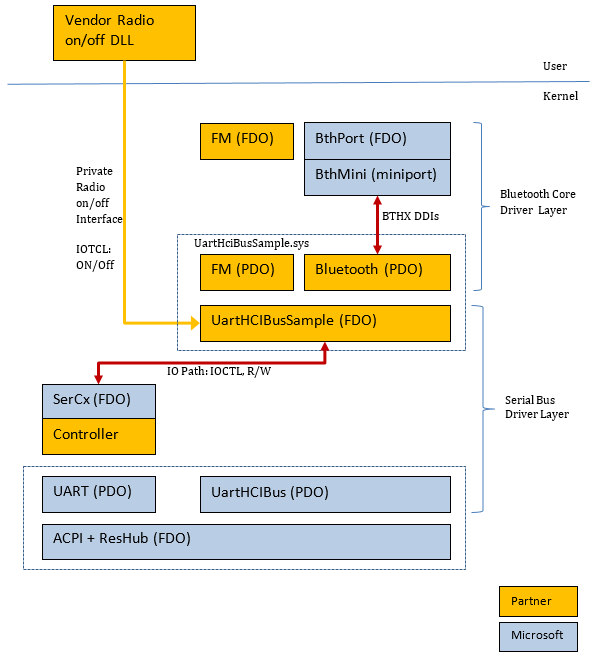 Vendor Radio
on/off DLL
User
Kernel
FM (FDO)
BthPort (FDO)
BthMini (miniport)
Private
Radio
on/off
Interface
IOTCL:
ON/Off
BTHX DDIs
Bluetooth Core
Driver Layer
UartHciBusSample.sys
FM (PDO)
Bluetooth (PDO)
UartHCIBusSample (FDO)
IO Path: IOCTL, R/W
SerCx (FDO)
Controller
Serial Bus
Driver Layer
UART (PDO)
UartHCIBus (PDO)
ACPI + ResHub (FDO)
Partner
Microsoft